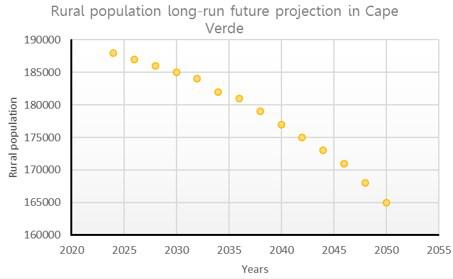 Rural population long-run future projection in Cape
Verde
190000
185000
180000
175000
170000
165000
160000
Rural population
2020 2025 2030 2035 2040 2045 2050 2055
Years